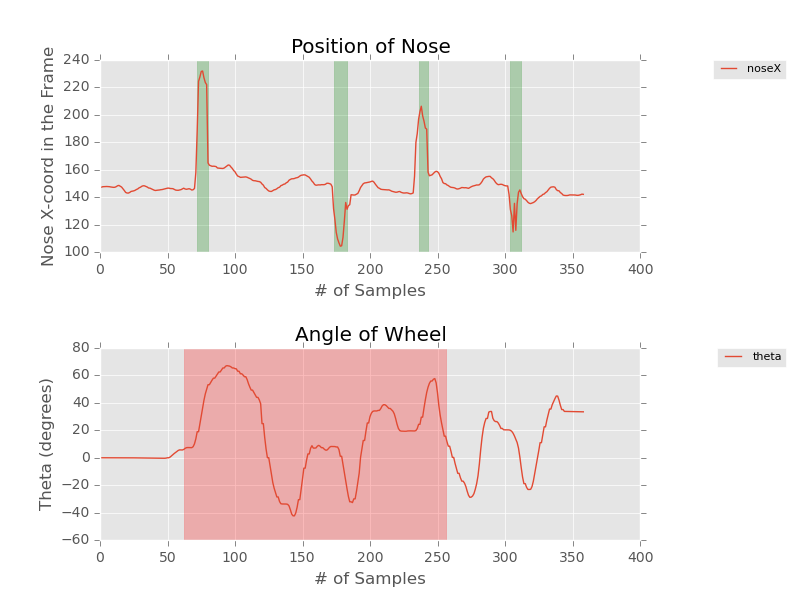 Position of Nose
noseX
240
220
200
180
160
140
120
100
Nose X-coord in the Frame
0 50 100 150 200 250 300 350 400
# of Samples
Angle of Wheel
theta
80
60
40
20
0
−20
−40
−60
Theta (degrees)
0 50 100 150 200 250 300 350 400
# of Samples